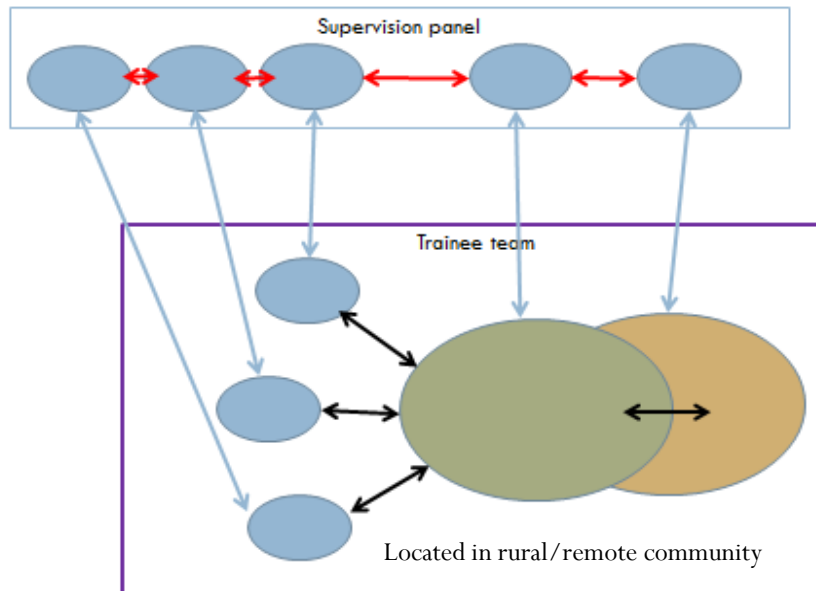 Supervision panel
Trainee team
Located in rural/remote community